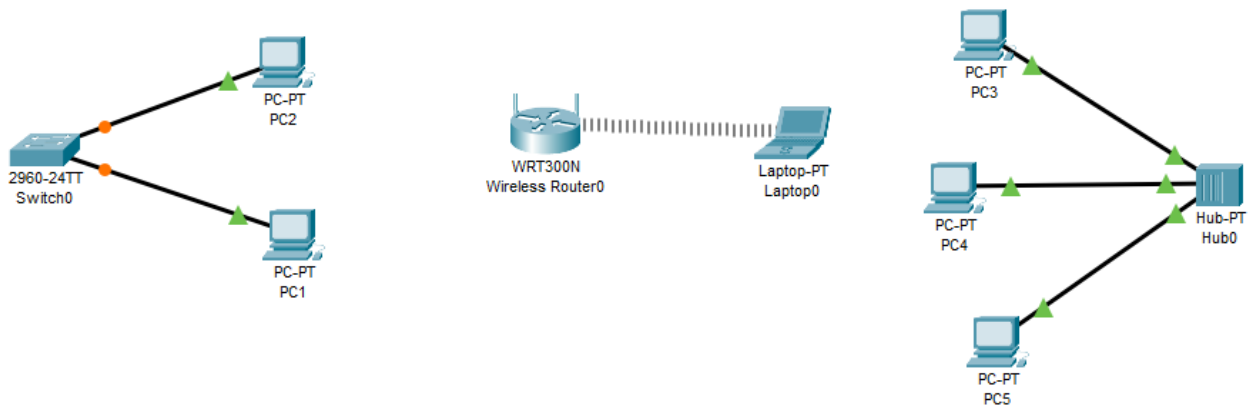 PC-PT
PC2
2960-24TT
Switch0
PC-PT
PC1
WRT300N
Wireless Router0
Laptop-PT
Laptop0
PC-PT
PC3
PC-PT
PC4
Hub-PT
Hub0
PC-PT
PC5